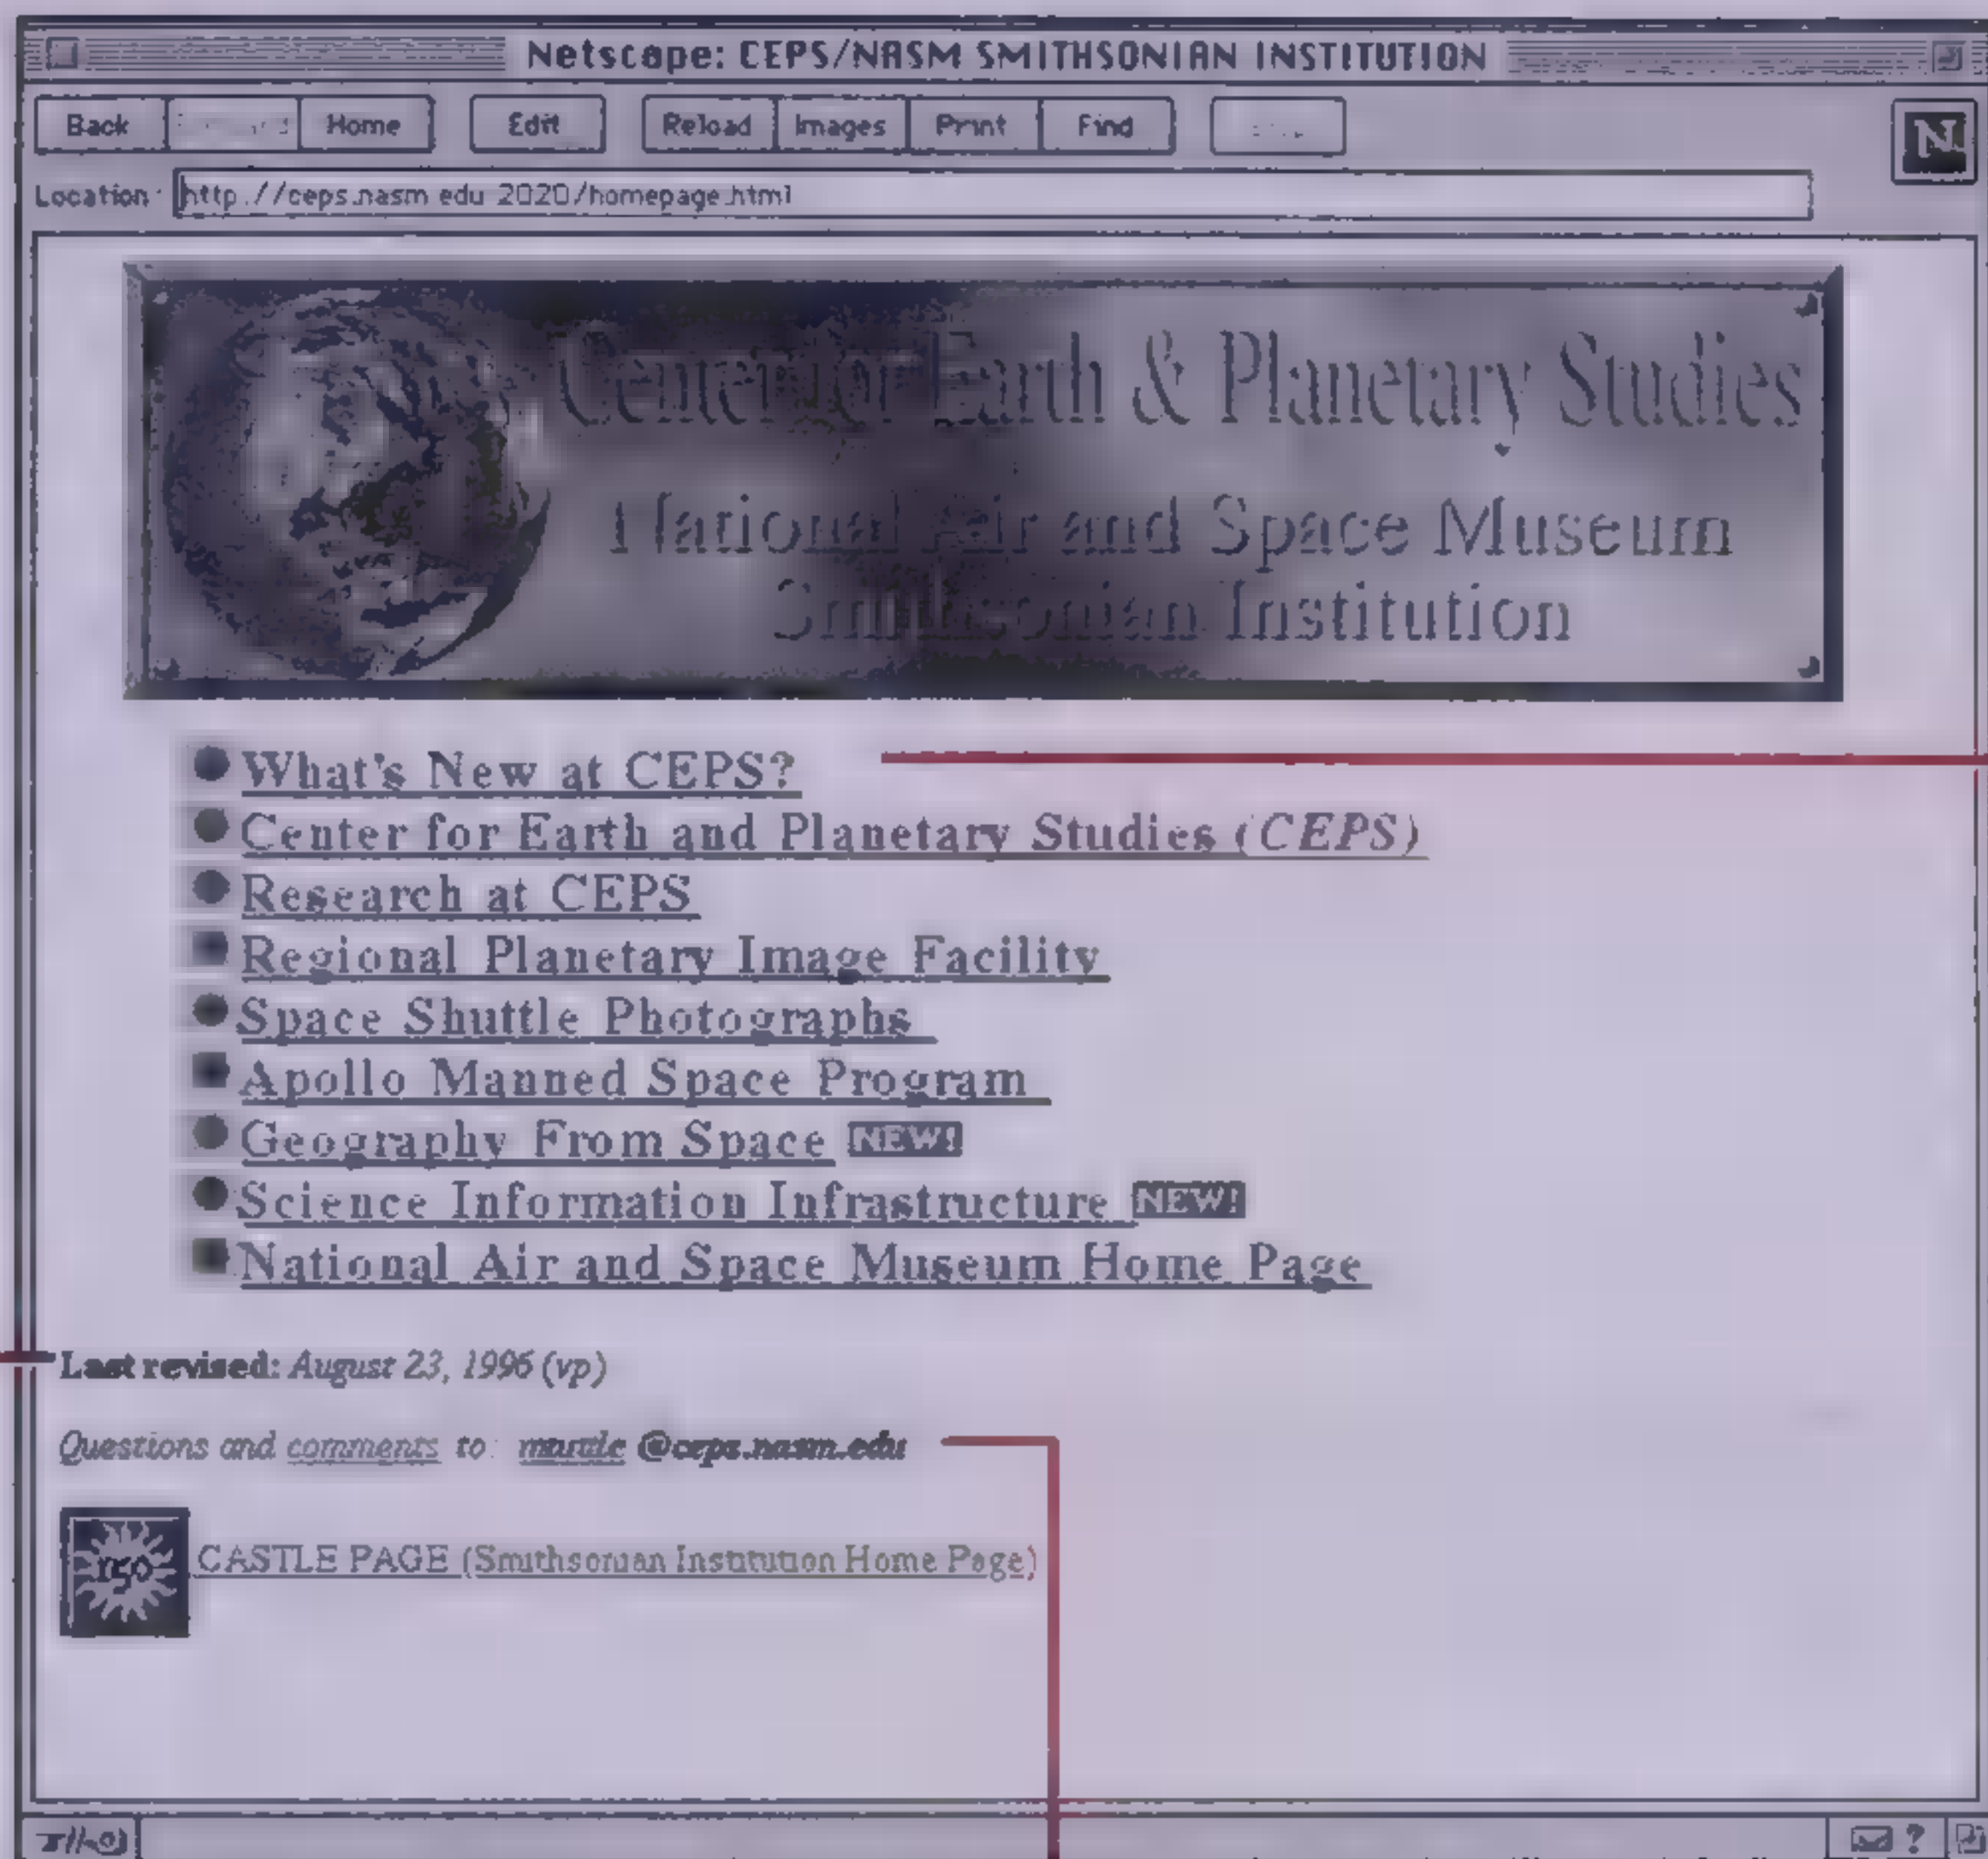 Netscape: CEPS/NASM SMITHSONIAN INSTITUTION
Back Home Edit Reload Images Print Find
N
Location: http://ceps.nasm.edu:2020/homepage.html
Center for Earth & Planetary Studies
National Air and Space Museum
Smithsonian Institution
What's New at CEPS?
Center for Earth and Planetary Studies (CEPS)
Research at CEPS
Regional Planetary Image Facility
Space Shuttle Photographs
Apollo Manned Space Program
Geography From Space NEW!
Science Information Infrastructure NEW!
National Air and Space Museum Home Page
Last revised: August 23, 1996 (vp)
Questions and comments to: @ceps.nasm.edu
150 CASTLE PAGE (Smithsonian Institution Home Page)
?